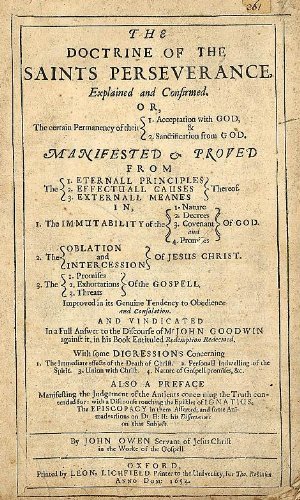 261
THE
DOCTRINE OF THE
SAINTS PERSEVERANCE,
Explained and Confirmed.
OR,
The certain Permanency of their { 1. Acceptation with GOD,
&
2. Sanctification from GOD.
MANIFESTED & PROVED
FROM
The { 1. ETERNALL PRINCIPLES
2. EFFECTUALL CAUSES
3. EXTERNALL MEANES } Thereof.
IN,
1. The IMMUTABILITY of the { 1. Nature
2. Decrees
3. Covenant
and
4. Promises } Of GOD.
2. The { OBLATION
and
INTERCESSION } Of JESUS CHRIST.
3. The { 1. Promises
2. Exhortations
3. Threats } Of the GOSPELL.
Improved in its Genuine Tendency to Obedience
and Consolation.
AND VINDICATED
In a Full Answer to the Discourse of Mr JOHN GOODWIN
against it, in his Book Entituled Redemption Redeemed.
With some DIGRESSIONS Concerning
1. The Immediate effects of the Death of Christ. 2. Personall Indwelling of the
Spirit. 3. Union with Christ. 4. Nature of Gospell promises, &c.
ALSO A PREFACE
Manifesting the Judgement of the Antients concerning the Truth con-
tended for: with a Discourse touching the Epistles of IGNATIUS,
The EPISCOPACY in them Asserted, and some Ani-
madversions on Dr H: H: his Dissertations
on that Subject.
By JOHN OWEN Servant of Jesus Christ
in the Worke of the Gospell.
OXFORD,
Printed by LEON. LICHFIELD Printer to the University, for Tho. Robinson
ANNO DOM: 1654.